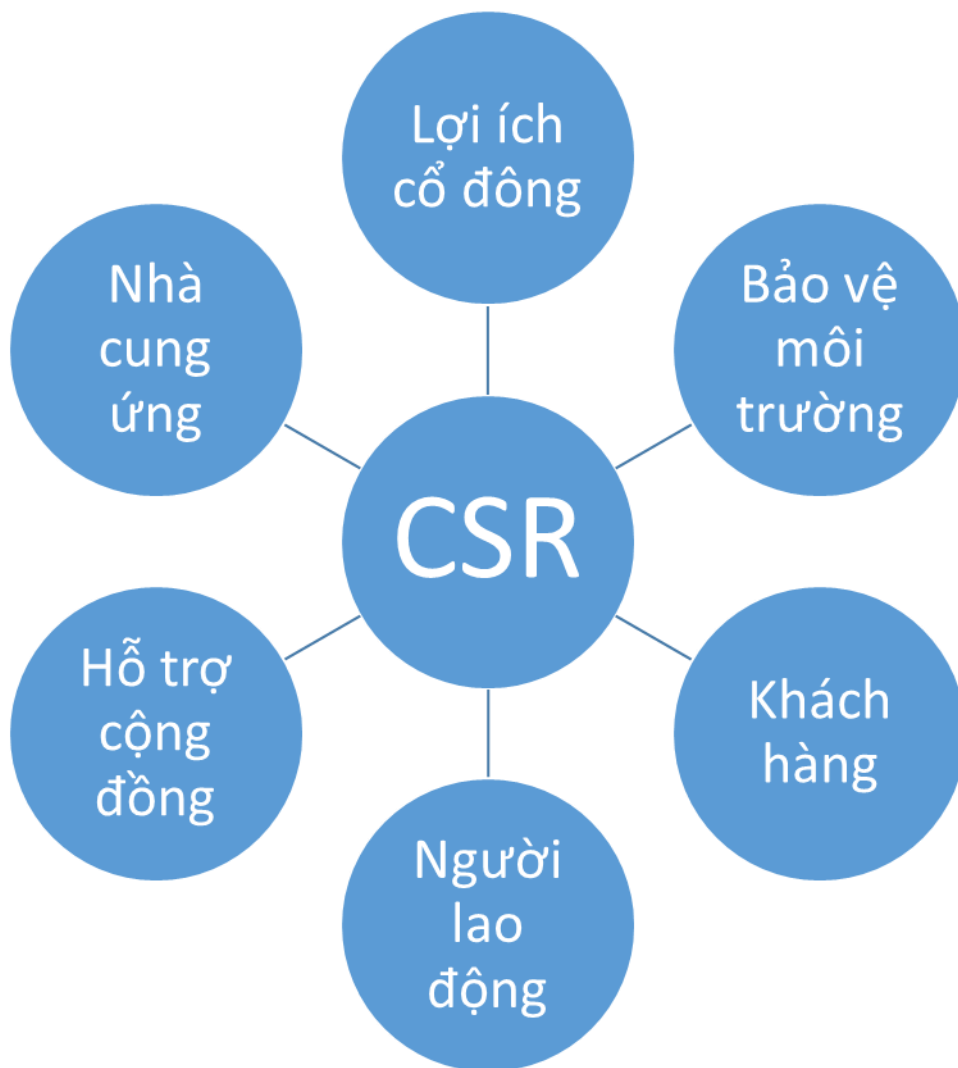 Lợi ích
cổ đông
Bảo vệ
môi
trường
Khách
hàng
Người
lao
động
Hỗ trợ
cộng
đồng
Nhà
cung
ứng
CSR